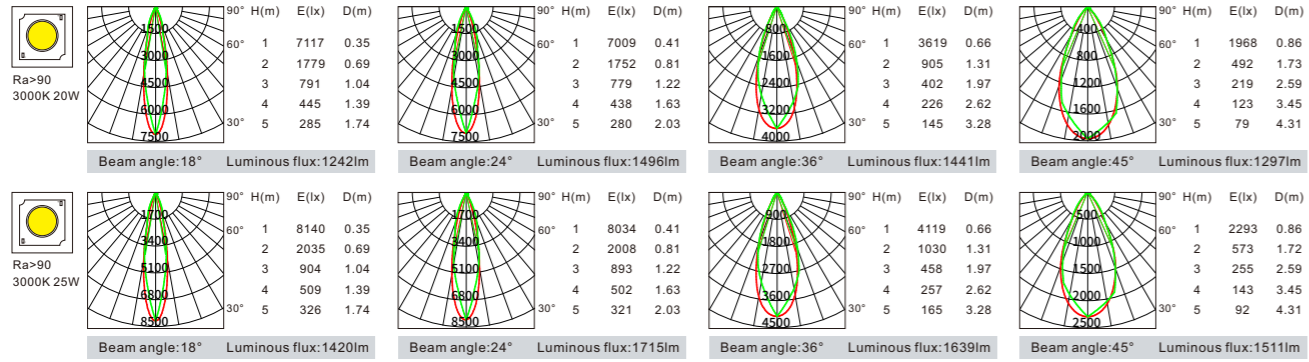 Ra>90
3000K 20W
1500
3000
4500
6000
7500
90°
60°
30°
H(m) E(lx) D(m)
1 7117 0.35
2 1779 0.69
3 791 1.04
4 445 1.39
5 285 1.74
Beam angle:18° Luminous flux:1242lm
1500
3000
4500
6000
7500
90°
60°
30°
H(m) E(lx) D(m)
1 7009 0.41
2 1752 0.81
3 779 1.22
4 438 1.63
5 280 2.03
Beam angle:24° Luminous flux:1496lm
800
1600
2400
3200
4000
90°
60°
30°
H(m) E(lx) D(m)
1 3619 0.66
2 905 1.31
3 402 1.97
4 226 2.62
5 145 3.28
Beam angle:36° Luminous flux:1441lm
400
800
1200
1600
2000
90°
60°
30°
H(m) E(lx) D(m)
1 1968 0.86
2 492 1.73
3 219 2.59
4 123 3.45
5 79 4.31
Beam angle:45° Luminous flux:1297lm
Ra>90
3000K 25W
1700
3400
5100
6800
8500
90°
60°
30°
H(m) E(lx) D(m)
1 8140 0.35
2 2035 0.69
3 904 1.04
4 509 1.39
5 326 1.74
Beam angle:18° Luminous flux:1420lm
1700
3400
5100
6800
8500
90°
60°
30°
H(m) E(lx) D(m)
1 8034 0.41
2 2008 0.81
3 893 1.22
4 502 1.63
5 321 2.03
Beam angle:24° Luminous flux:1715lm
900
1800
2700
3600
4500
90°
60°
30°
H(m) E(lx) D(m)
1 4119 0.66
2 1030 1.31
3 458 1.97
4 257 2.62
5 165 3.28
Beam angle:36° Luminous flux:1639lm
500
1000
1500
2000
2500
90°
60°
30°
H(m) E(lx) D(m)
1 2293 0.86
2 573 1.72
3 255 2.59
4 143 3.45
5 92 4.31
Beam angle:45° Luminous flux:1511lm